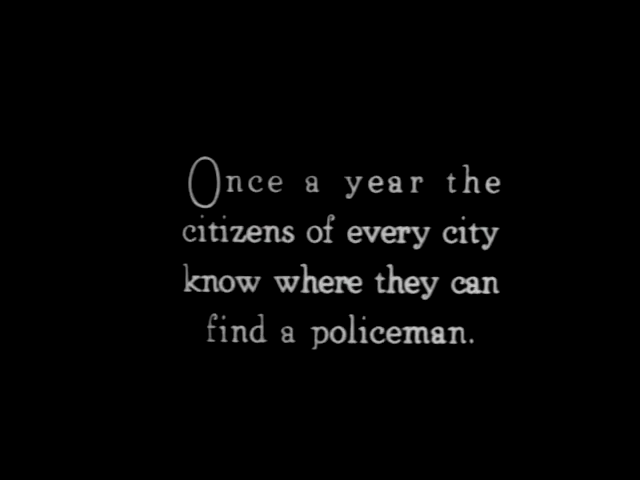 Once a year the
citizens of every city
know where they can
find a policeman.